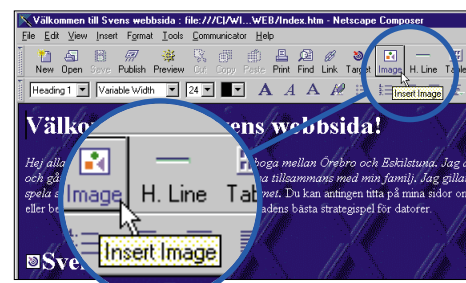 Välkommen till Svens webbsida : file:///C|/WI...WEB/Index.htm - Netscape Composer
File Edit View Insert Format Tools Communicator Help
New Open Save Publish Preview Cut Copy Paste Print Find Link Target Image H. Line Table
Heading 1 Variable Width 24 A A A
Insert Image
Välko ens webbsida!
Hej alla boga mellan Örebro och Eskilstuna. Jag
och gå a tillsammans med min familj. Jag gillar
spela s net. Du kan antingen titta på mina sidor om
eller be adens bästa strategispel för datorer.
Image H. Line Tab
Insert Image
Sve